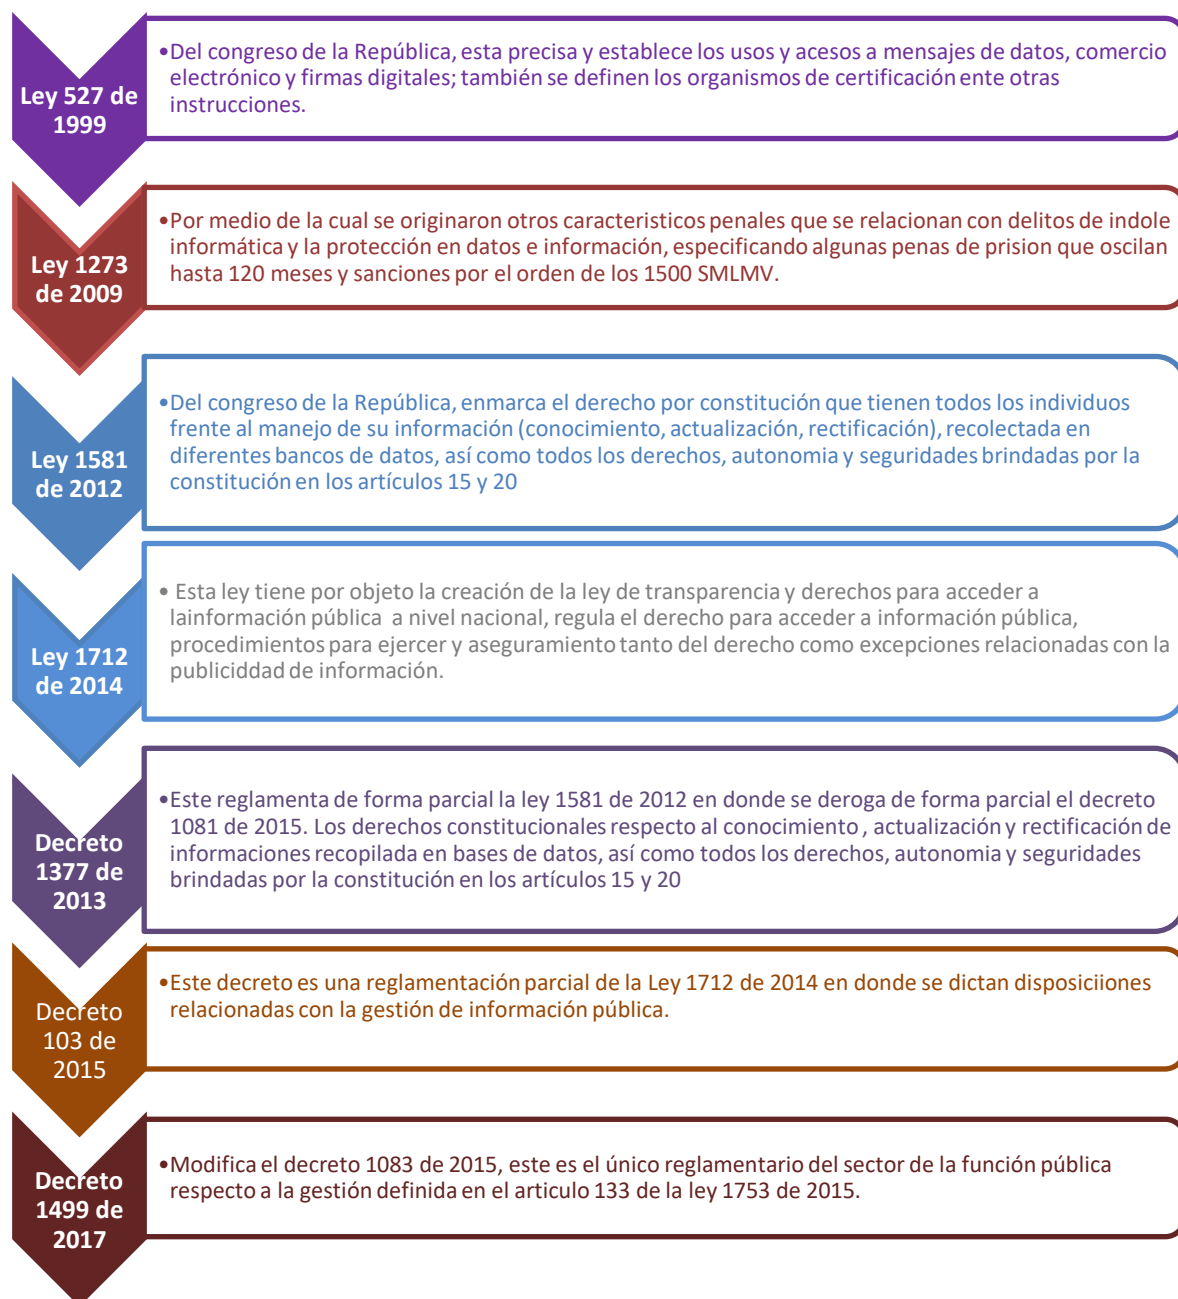 Ley 527 de
1999
•Del congreso de la República, esta precisa y establece los usos y acesos a mensajes de datos, comercio
electrónico y firmas digitales; también se definen los organismos de certificación ente otras
instrucciones.
Ley 1273
de 2009
•Por medio de la cual se originaron otros caracteristicos penales que se relacionan con delitos de indole
informática y la protección en datos e información, especificando algunas penas de prision que oscilan
hasta 120 meses y sanciones por el orden de los 1500 SMLMV.
Ley 1581
de 2012
•Del congreso de la República, enmarca el derecho por constitución que tienen todos los individuos
frente al manejo de su información (conocimiento, actualización, rectificación), recolectada en
diferentes bancos de datos, así como todos los derechos, autonomia y seguridades brindadas por la
constitución en los artículos 15 y 20
Ley 1712
de 2014
• Esta ley tiene por objeto la creación de la ley de transparencia y derechos para acceder a
lainformación pública a nivel nacional, regula el derecho para acceder a información pública,
procedimientos para ejercer y aseguramiento tanto del derecho como excepciones relacionadas con la
publiciddad de información.
Decreto
1377 de
2013
•Este reglamenta de forma parcial la ley 1581 de 2012 en donde se deroga de forma parcial el decreto
1081 de 2015. Los derechos constitucionales respecto al conocimiento , actualización y rectificación de
informaciones recopilada en bases de datos, así como todos los derechos, autonomia y seguridades
brindadas por la constitución en los artículos 15 y 20
Decreto
103 de
2015
•Este decreto es una reglamentación parcial de la Ley 1712 de 2014 en donde se dictan disposiciiones
relacionadas con la gestión de información pública.
Decreto
1499 de
2017
•Modifica el decreto 1083 de 2015, este es el único reglamentario del sector de la función pública
respecto a la gestión definida en el articulo 133 de la ley 1753 de 2015.